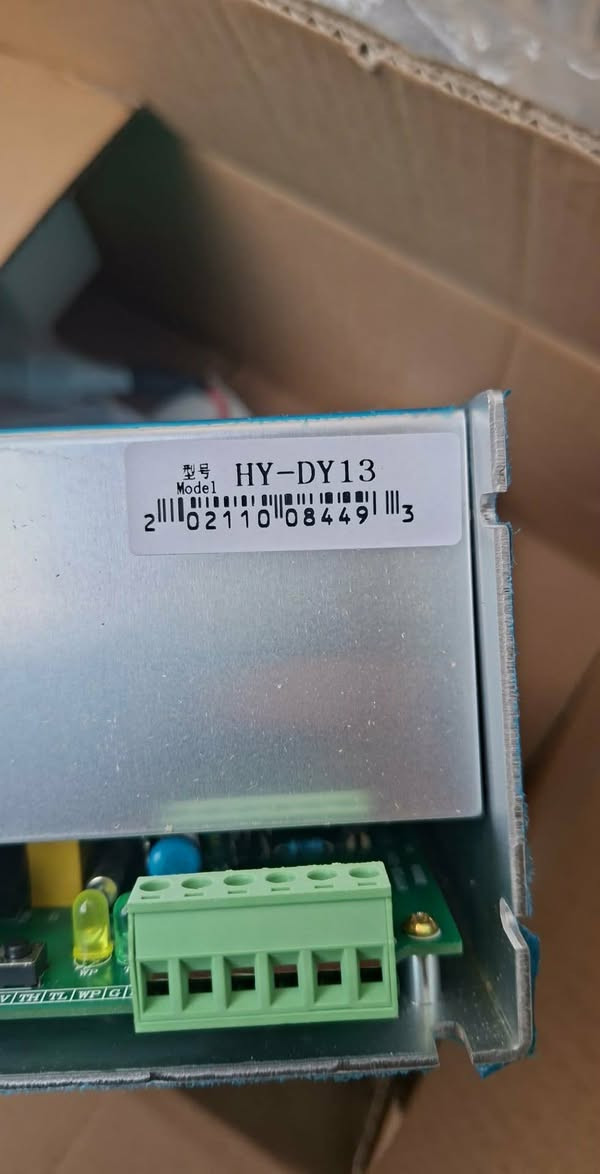 型号 Model HY-DY13
2 02110 08449 3
WP
V TH TL WP G